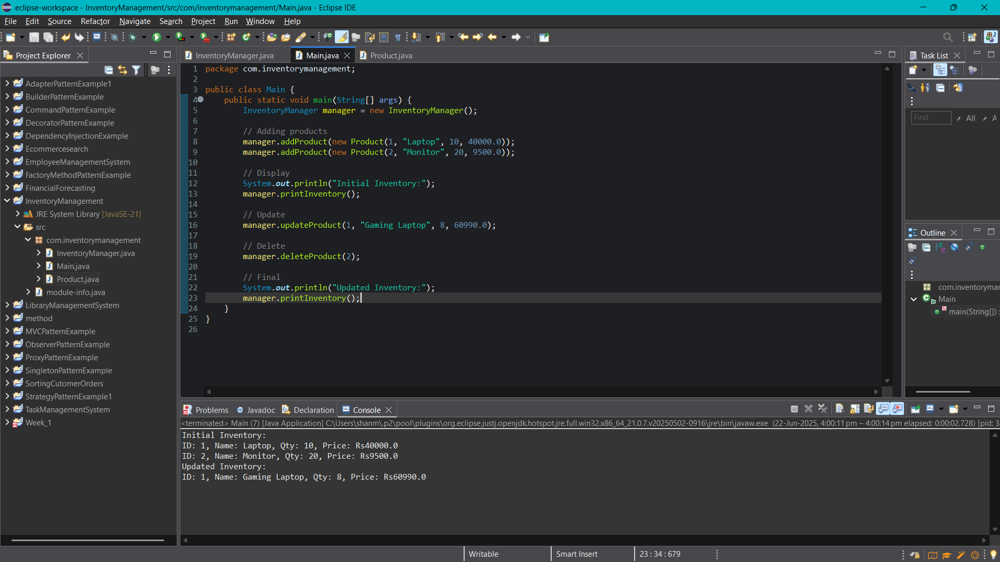 eclipse-workspace - InventoryManagement/src/com/inventorymanagement/Main.java - Eclipse IDE
File Edit Source Refactor Navigate Search Project Run Window Help
Project Explorer
AdapterPatternExample1
BuilderPatternExample
CommandPatternExample
DecoratorPatternExample
DependencyInjectionExample
Ecommercesearch
EmployeeManagementSystem
FactoryMethodPatternExample
FinancialForecasting
InventoryManagement
JRE System Library [JavaSE-21]
src
com.inventorymanagement
InventoryManager.java
Main.java
Product.java
module-info.java
LibraryManagementSystem
method
MVCPatternExample
ObserverPatternExample
ProxyPatternExample
SingletonPatternExample
SortingCutomerOrders
StrategyPatternExample1
TaskManagementSystem
Week_1
InventoryManager.java Main.java Product.java
1 package com.inventorymanagement;
2
3 public class Main {
4 public static void main(String[] args) {
5 InventoryManager manager = new InventoryManager();
6
7 // Adding products
8 manager.addProduct(new Product(1, "Laptop", 10, 40000.0));
9 manager.addProduct(new Product(2, "Monitor", 20, 9500.0));
10
11 // Display
12 System.out.println("Initial Inventory:");
13 manager.printInventory();
14
15 // Update
16 manager.updateProduct(1, "Gaming Laptop", 8, 60990.0);
17
18 // Delete
19 manager.deleteProduct(2);
20
21 // Final
22 System.out.println("Updated Inventory:");
23 manager.printInventory();
24 }
25 }
26
Task List
Find All A
Outline
com.inventorymar
Main
main(String[]) :
Problems Javadoc Declaration Console
<terminated> Main (7) [Java Application] C:\Users\shanm\.p2\pool\plugins\org.eclipse.justj.openjdk.hotspot.jre.full.win32.x86_64_21.0.7.v20250502-0916\jre\bin\javaw.exe (22-Jun-2025, 4:00:11 pm – 4:00:14 pm elapsed: 0:00:02.728) [pid: 3
Initial Inventory:
ID: 1, Name: Laptop, Qty: 10, Price: Rs40000.0
ID: 2, Name: Monitor, Qty: 20, Price: Rs9500.0
Updated Inventory:
ID: 1, Name: Gaming Laptop, Qty: 8, Price: Rs60990.0
Writable Smart Insert 23 : 34 : 679